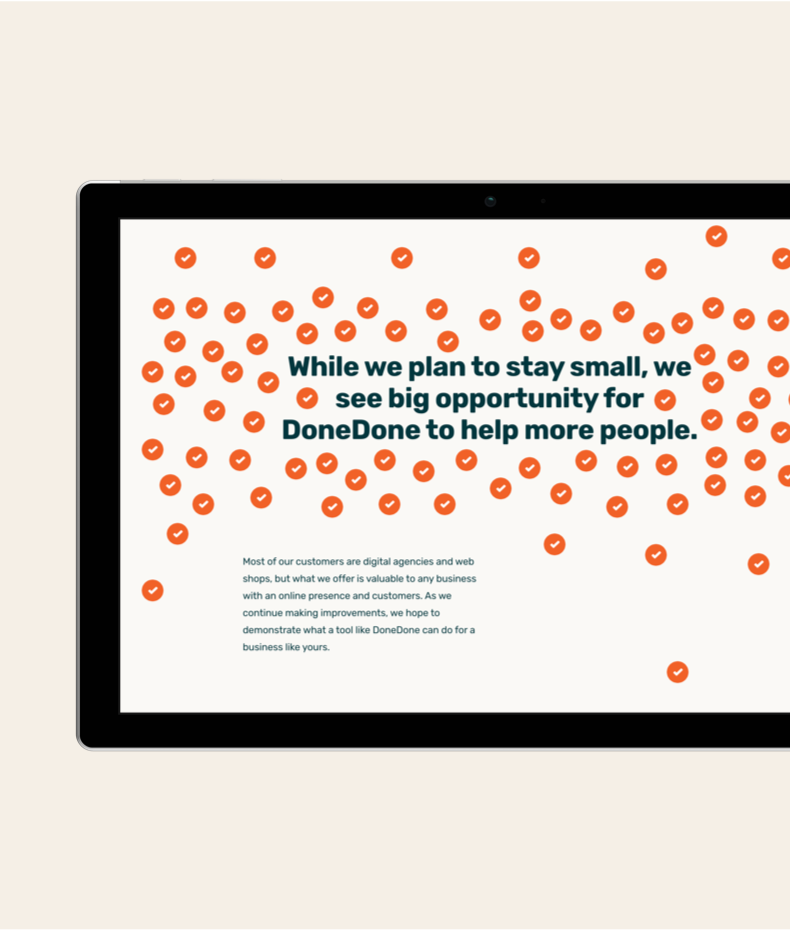 While we plan to stay small, we
see big opportunity for
DoneDone to help more people.
Most of our customers are digital agencies and web
shops, but what we offer is valuable to any business
with an online presence and customers. As we
continue making improvements, we hope to
demonstrate what a tool like DoneDone can do for a
business like yours.